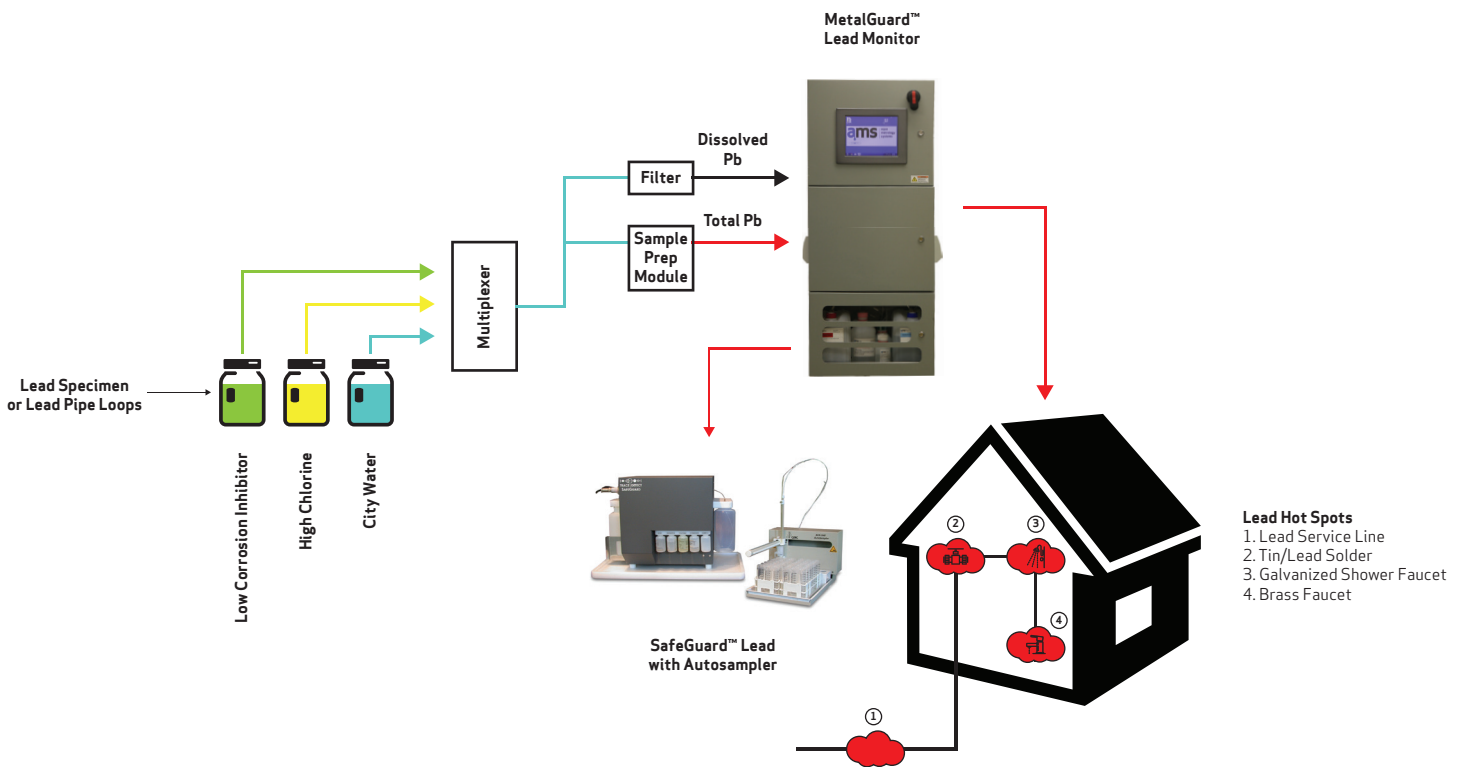 MetalGuard™
Lead Monitor
Dissolved
Pb
Filter
Total Pb
Sample
Prep
Module
Multiplexer
ams
Lead Specimen
or Lead Pipe Loops
Low Corrosion Inhibitor
High Chlorine
City Water
SafeGuard™ Lead
with Autosampler
2
3
4
1
Lead Hot Spots
1. Lead Service Line
2. Tin/Lead Solder
3. Galvanized Shower Faucet
4. Brass Faucet